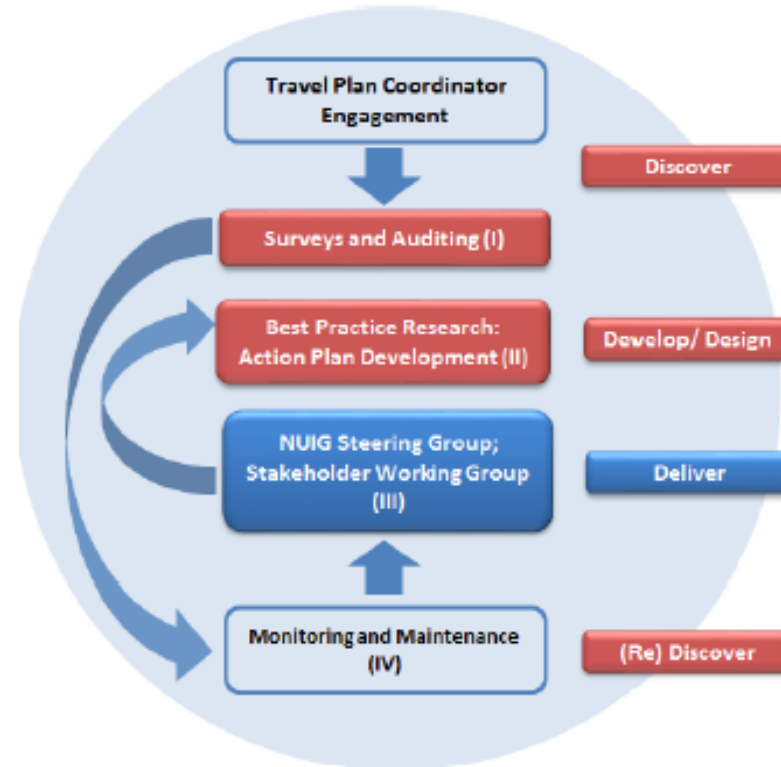 Travel Plan Coordinator
Engagement
Discover
Surveys and Auditing (I)
Best Practice Research:
Action Plan Development (II)
Develop/ Design
NUIG Steering Group;
Stakeholder Working Group
(III)
Deliver
Monitoring and Maintenance
(IV)
(Re) Discover